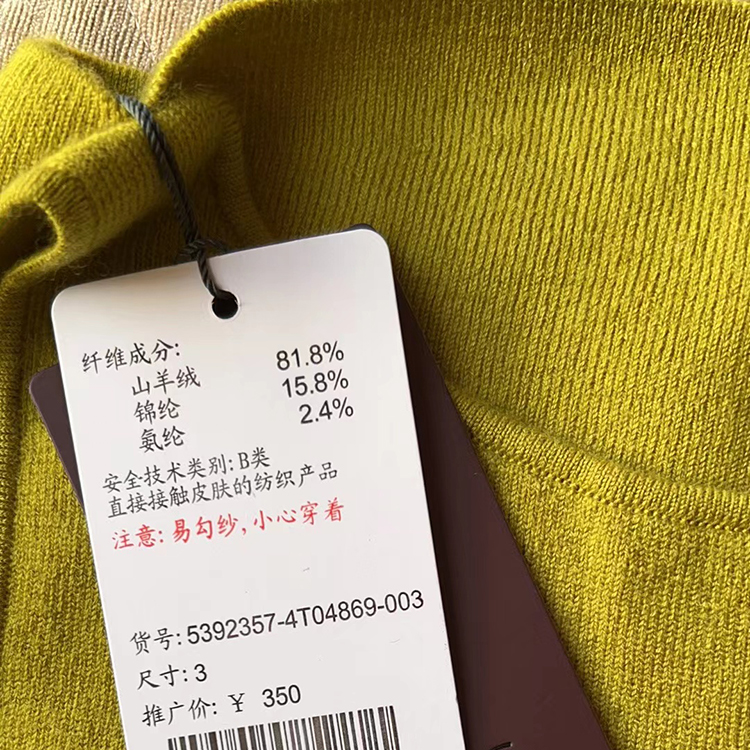 纤维成分:
山羊绒 81.8%
锦纶 15.8%
氨纶 2.4%
安全技术类别:B类
直接接触皮肤的纺织产品
注意:易勾纱,小心穿着
货号:5392357-4T04869-003
尺寸:3
推广价:¥ 350